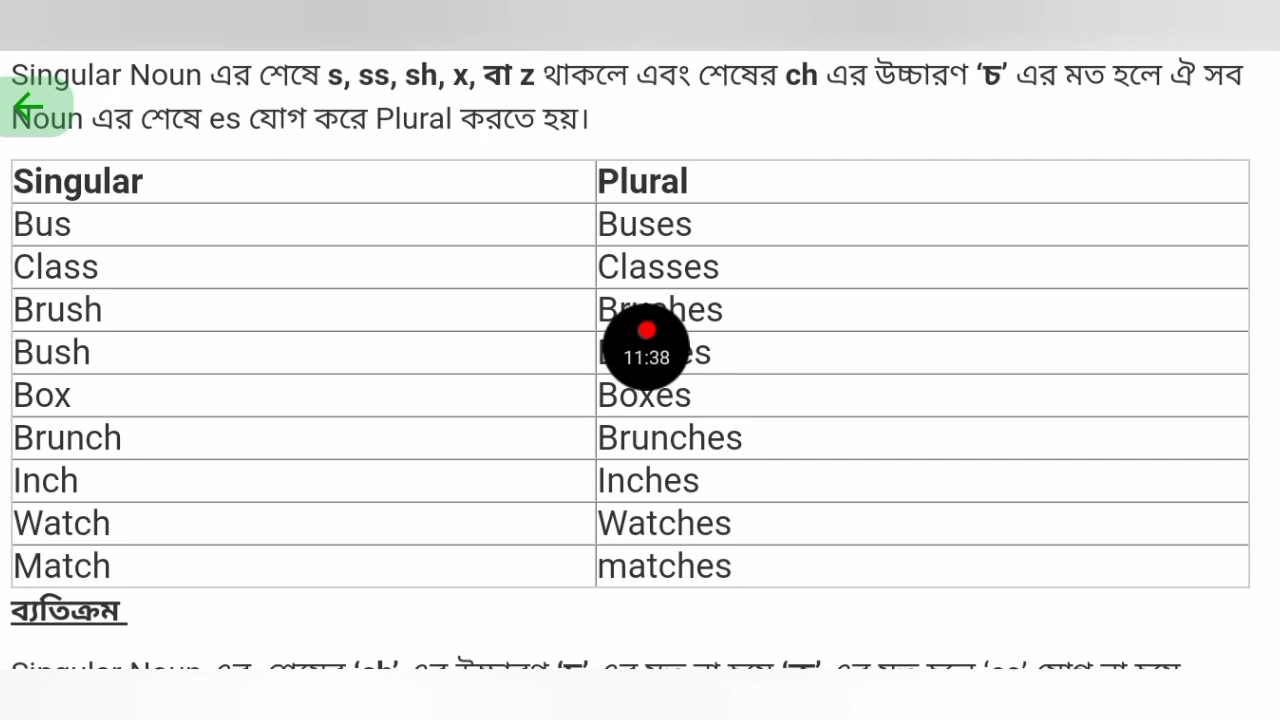 Singular Noun এর শেষে s, ss, sh, x, বা z থাকলে এবং শেষের ch এর উচ্চারণ ‘চ’ এর মত হলে ঐ সব
Noun এর শেষে es যোগ করে Plural করতে হয়।
Singular Plural
Bus Buses
Class Classes
Brush
Bush
Box Boxes
Brunch Brunches
Inch Inches
Watch Watches
Match matches
11:38
ব্যতিক্রম